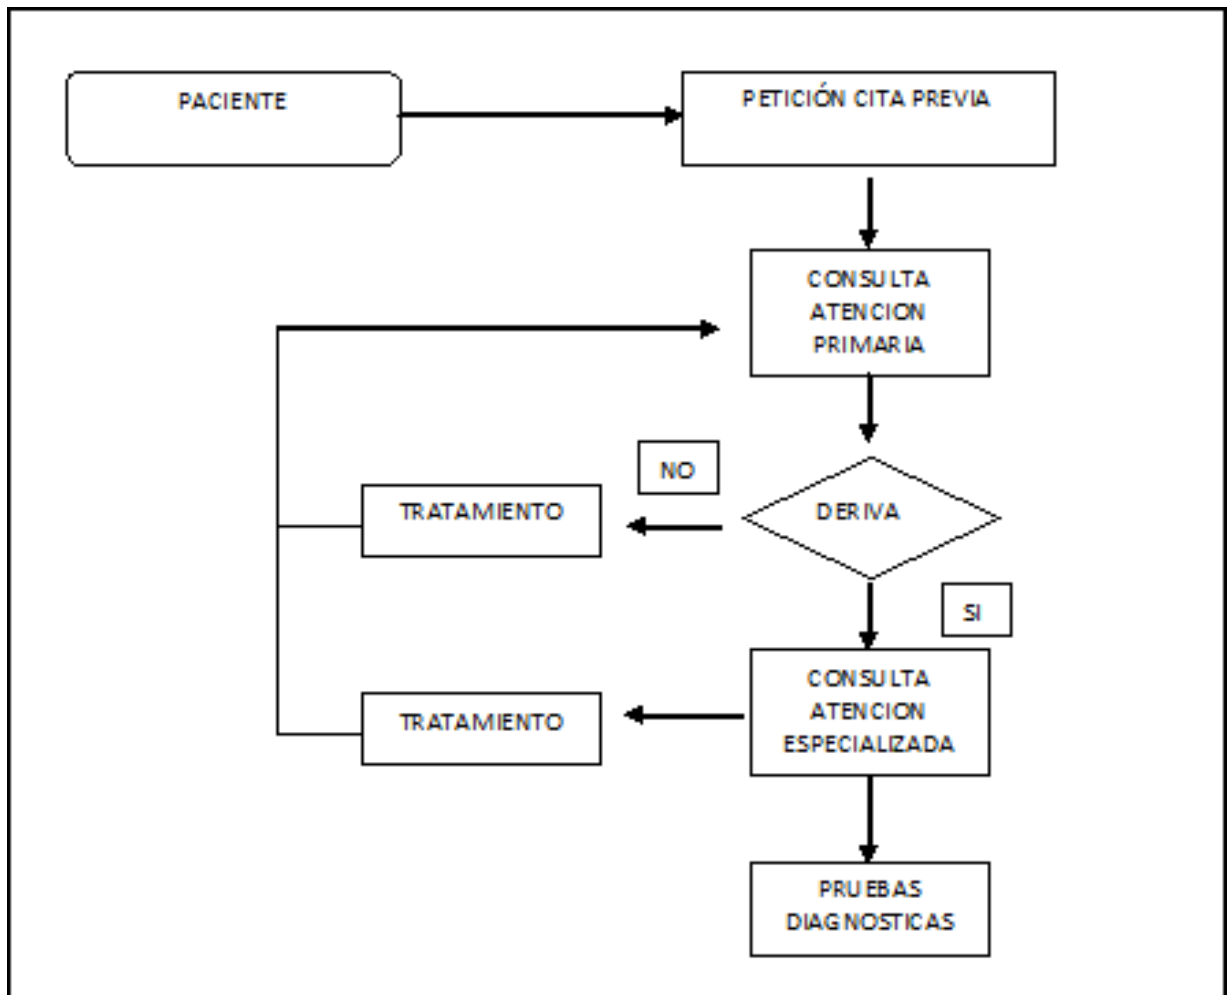 PACIENTE
PETICIÓN CITA PREVIA
CONSULTA
ATENCION
PRIMARIA
NO
TRATAMIENTO
DERIVA
SI
CONSULTA
ATENCION
ESPECIALIZADA
TRATAMIENTO
PRUEBAS
DIAGNOSTICAS